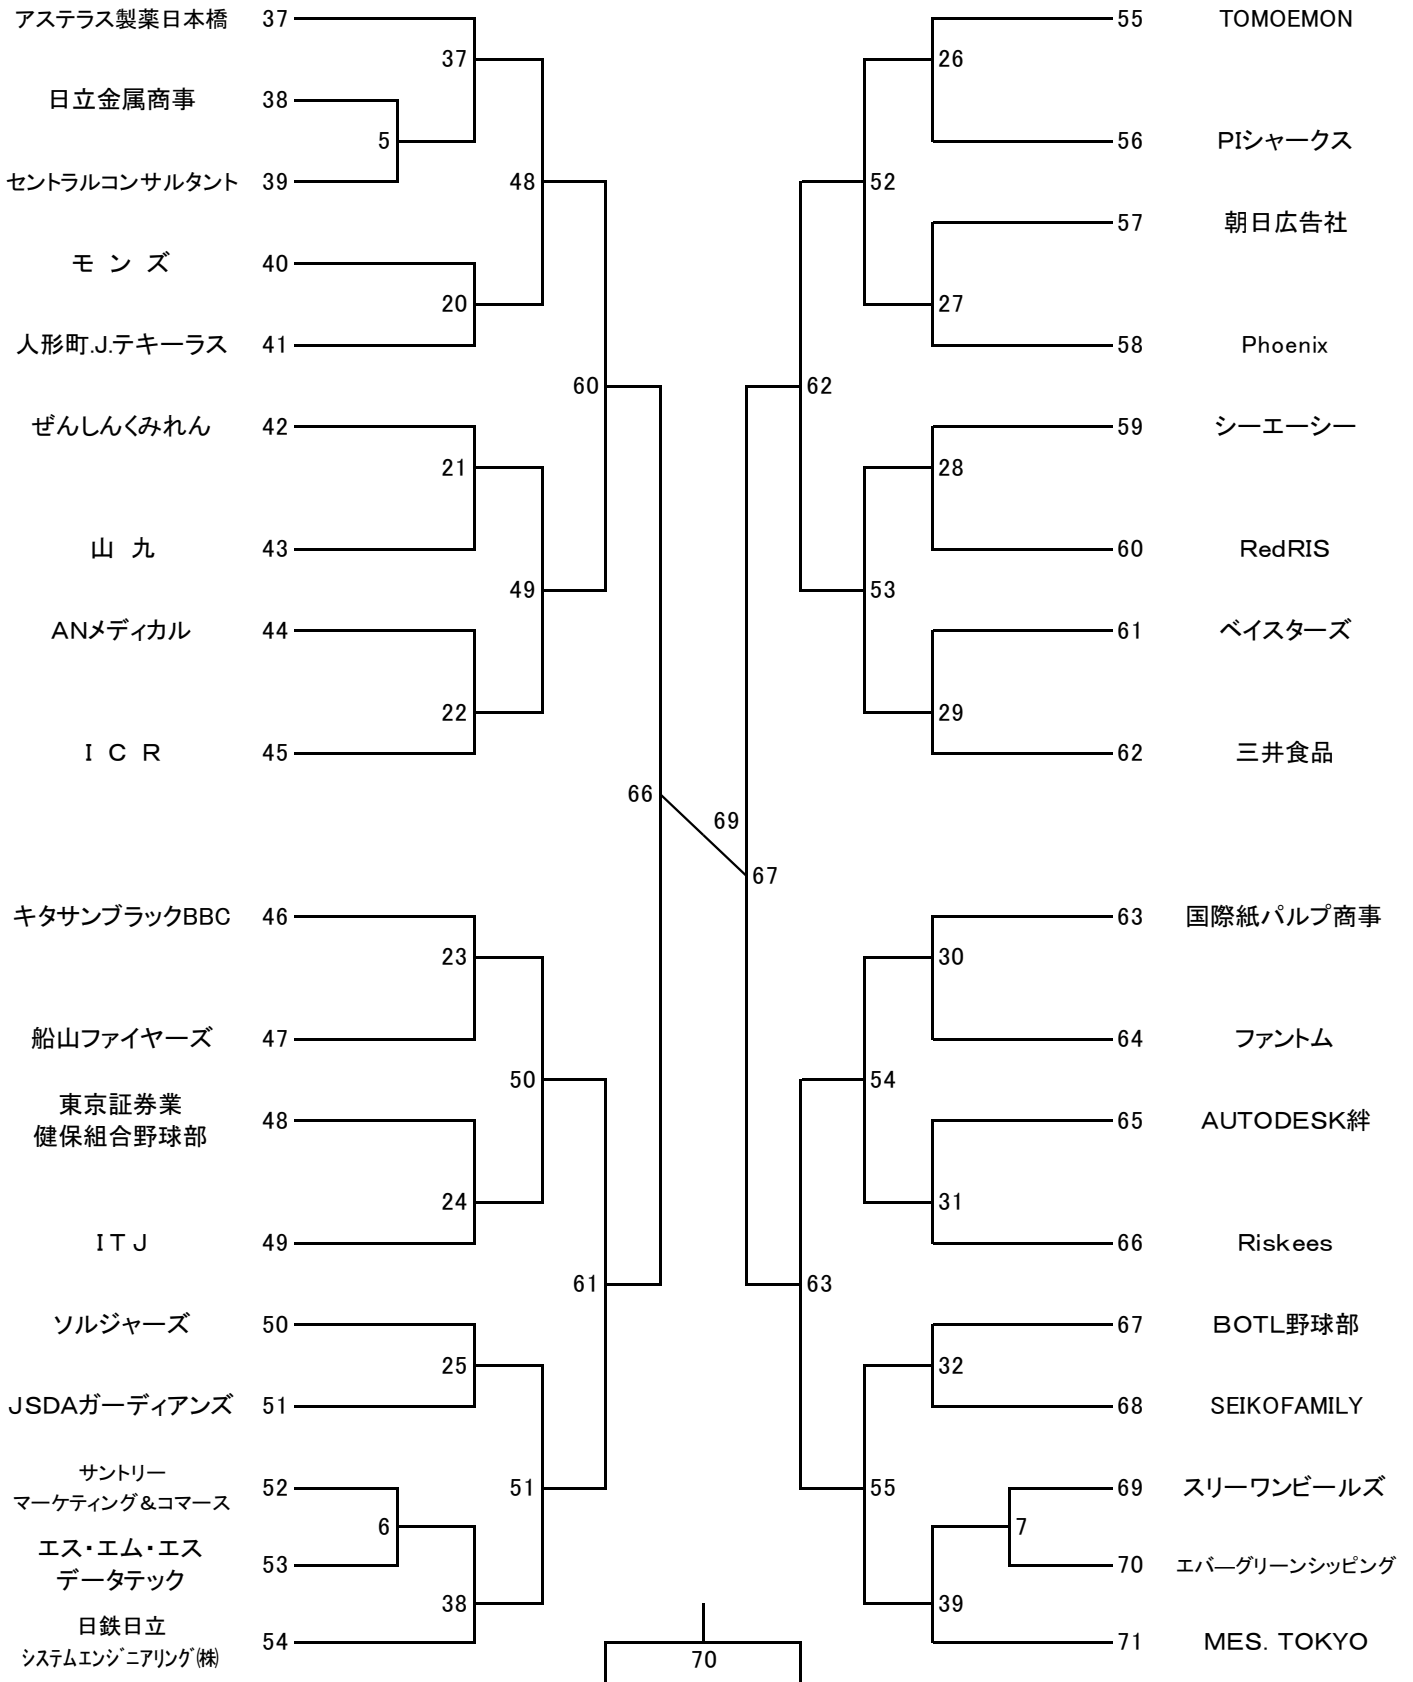 アステラス製薬日本橋 37
日立金属商事 38
セントラルコンサルタント 39
モ ン ズ 40
人形町.J.テキーラス 41
ぜんしんくみれん 42
山 九 43
ANメディカル 44
I C R 45
キタサンブラックBBC 46
船山ファイヤーズ 47
東京証券業
健保組合野球部 48
I T J 49
ソルジャーズ 50
JSDAガーディアンズ 51
サントリー
マーケティング&コマース 52
エス・エム・エス
データテック 53
日鉄日立
システムエンジニアリング㈱ 54
37
5
48
20
60
21
49
22
66
23
50
24
61
25
51
6
38
69
67
70
26
52
27
62
28
53
29
30
54
31
63
32
55
7
39
55 TOMOEMON
56 PIシャークス
57 朝日広告社
58 Phoenix
59 シーエーシー
60 RedRIS
61 ベイスターズ
62 三井食品
63 国際紙パルプ商事
64 ファントム
65 AUTODESK絆
66 Riskees
67 BOTL野球部
68 SEIKOFAMILY
69 スリーワンビールズ
70 エバ―グリーンシッピング
71 MES. TOKYO